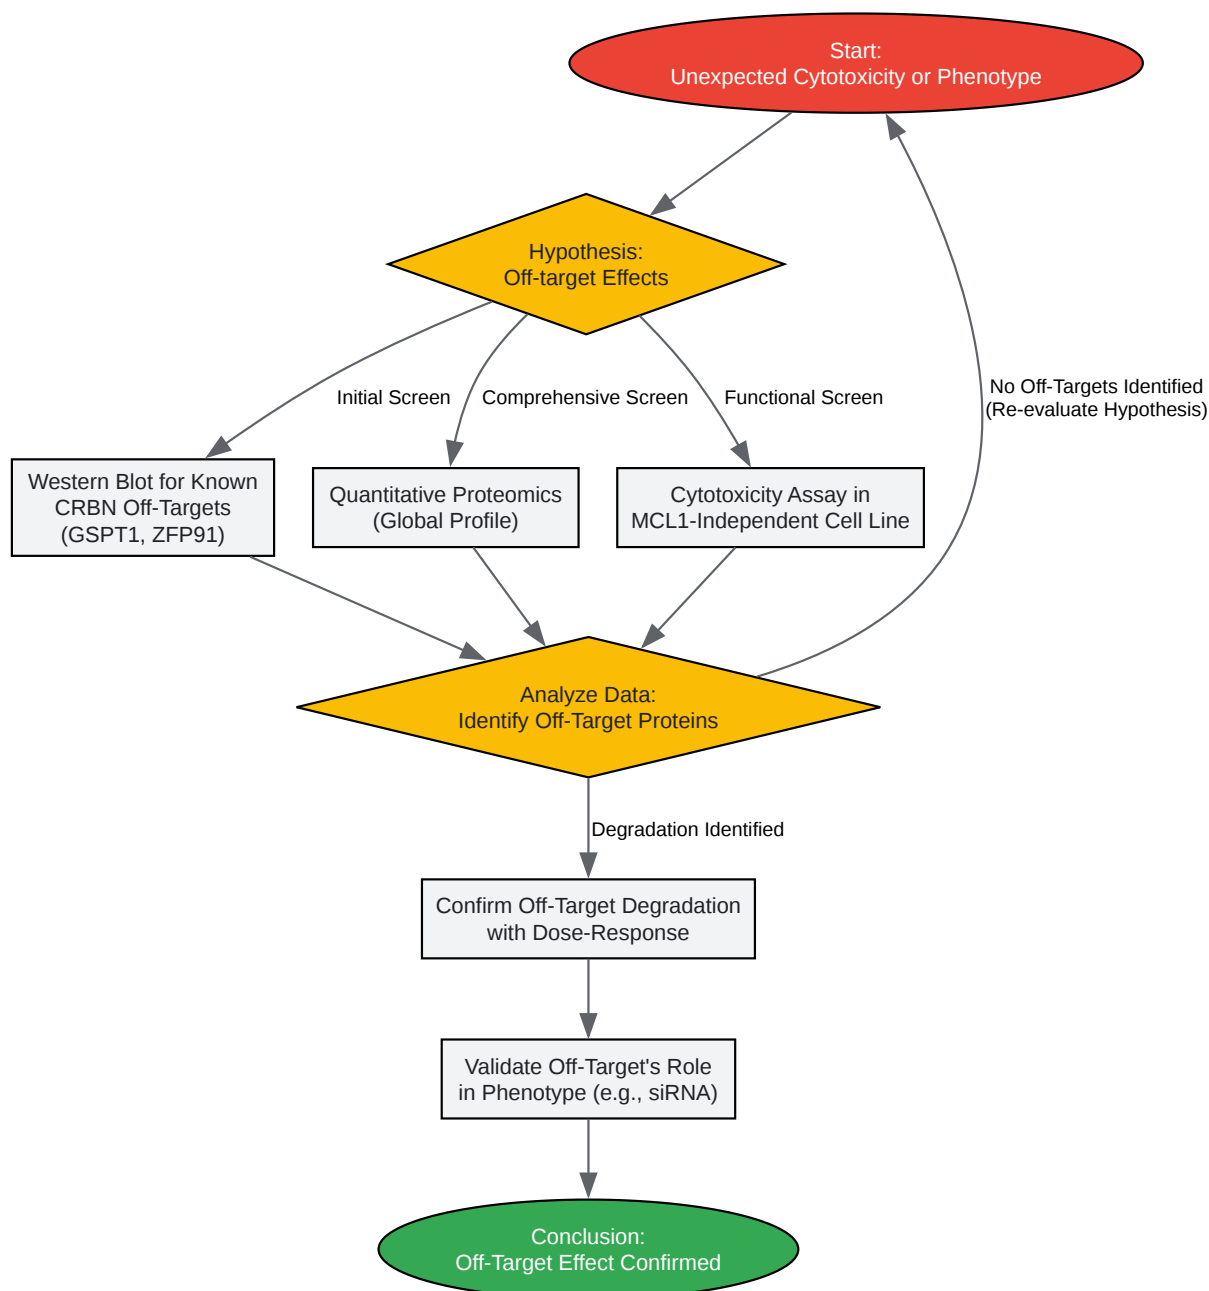 Start:
Unexpected Cytotoxicity or Phenotype
Hypothesis:
Off-target Effects
Initial Screen
Comprehensive Screen
Functional Screen
No Off-Targets Identified
(Re-evaluate Hypothesis)
Western Blot for Known
CRBN Off-Targets
(GSPT1, ZFP91)
Quantitative Proteomics
(Global Profile)
Cytotoxicity Assay in
MCL1-Independent Cell Line
Analyze Data:
Identify Off-Target Proteins
Degradation Identified
Confirm Off-Target Degradation
with Dose-Response
Validate Off-Target's Role
in Phenotype (e.g., siRNA)
Conclusion:
Off-Target Effect Confirmed